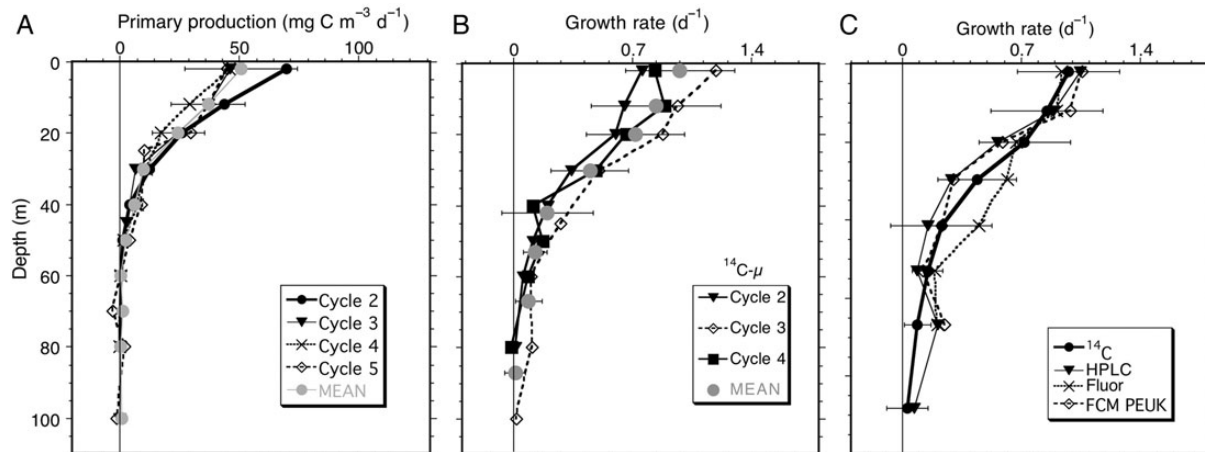 A
Primary production (mg C m⁻³ d⁻¹)
0 50 100
Depth (m)
0
20
40
60
80
100
Cycle 2
Cycle 3
Cycle 4
Cycle 5
MEAN
B
Growth rate (d⁻¹)
0 0.7 1.4
¹⁴C-μ
Cycle 2
Cycle 3
Cycle 4
MEAN
C
Growth rate (d⁻¹)
0 0.7 1.4
¹⁴C
HPLC
Fluor
FCM PEUK